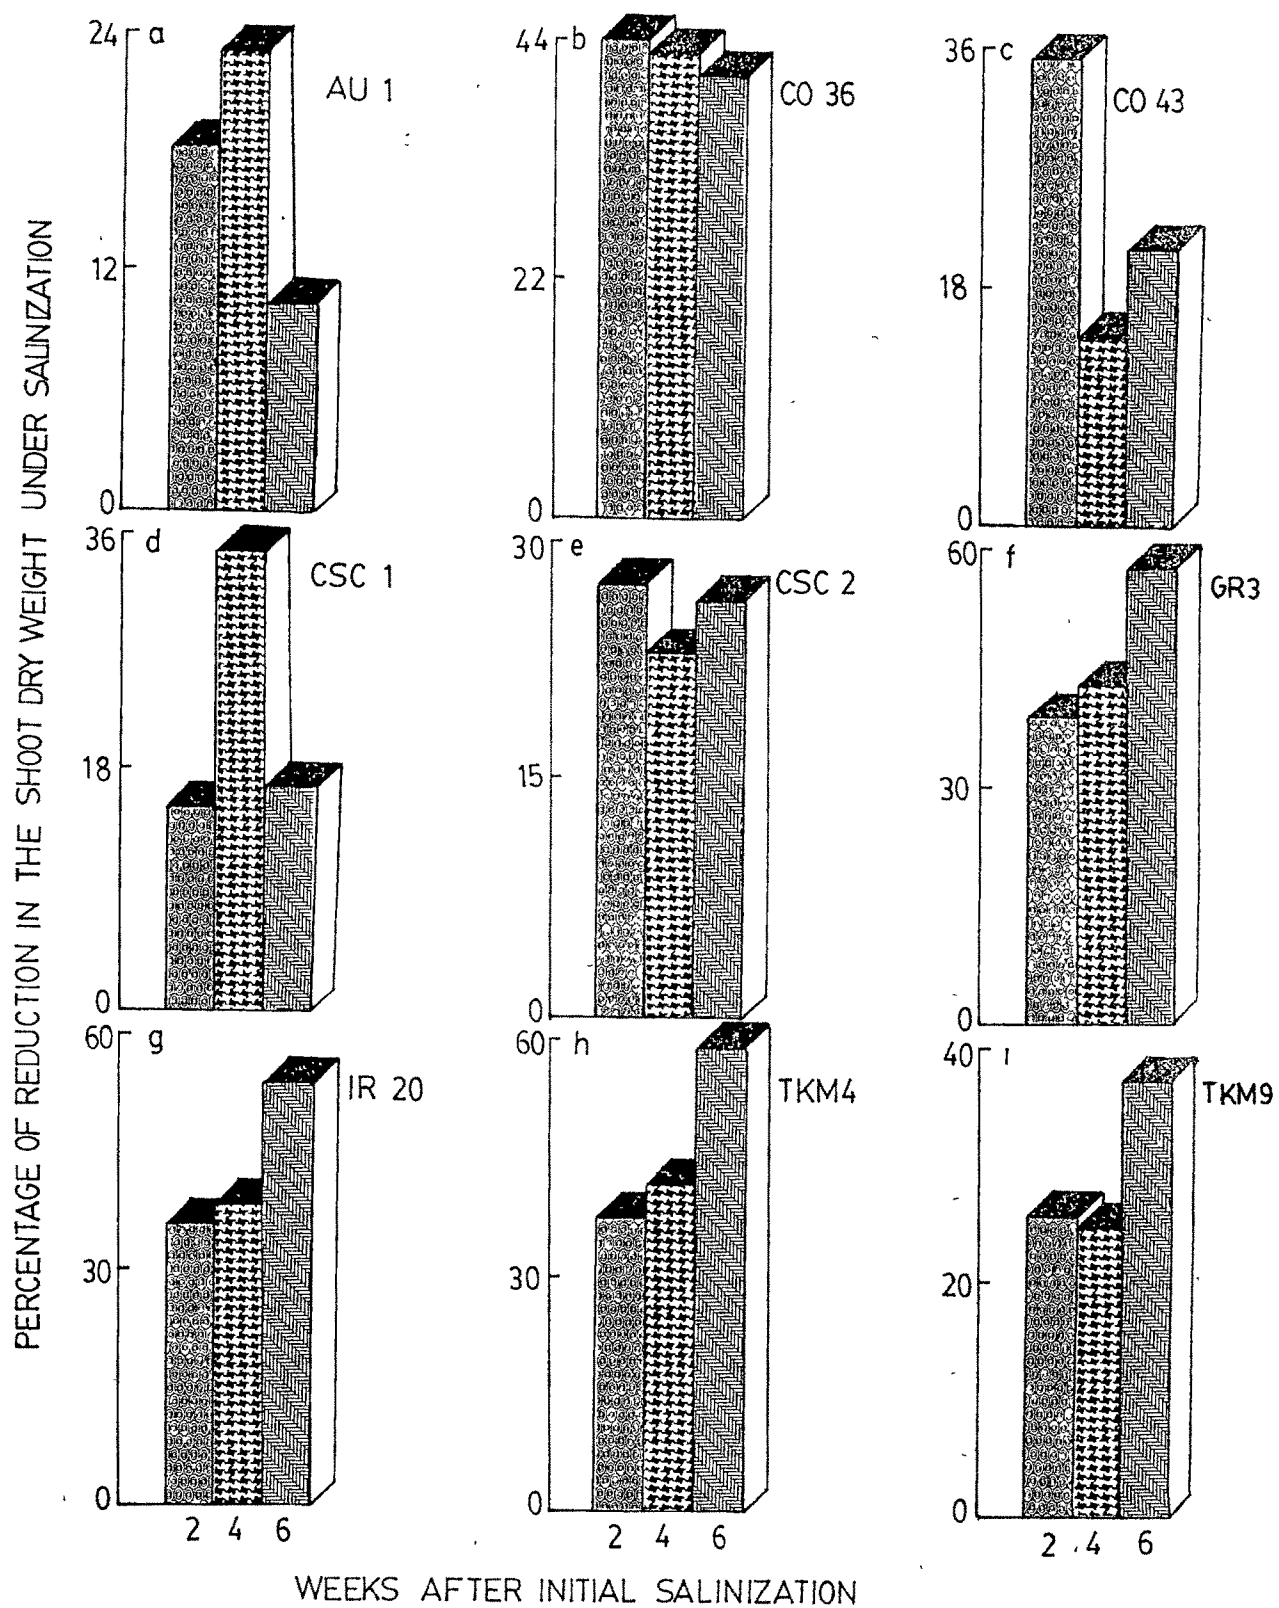 PERCENTAGE OF REDUCTION IN THE SHOOT DRY WEIGHT UNDER SALINIZATION
24 a
AU 1
12
0
44 b
CO 36
22
0
36 c
CO 43
18
0
36 d
CSC 1
18
0
30 e
CSC 2
15
0
60 f
GR3
30
0
60 g
IR 20
30
0
2 4 6
60 h
TKM4
30
0
2 4 6
40 i
TKM9
20
0
2 4 6
WEEKS AFTER INITIAL SALINIZATION